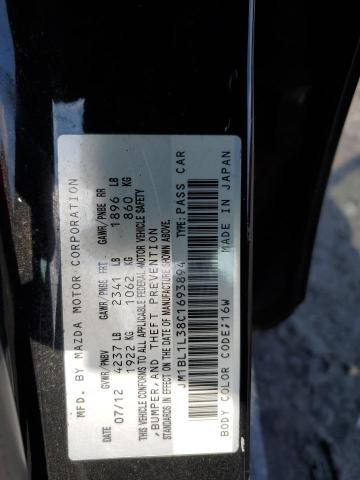 MFD. BY MAZDA MOTOR CORPORATION
DATE GVWR/PNBV GAWR/PNBE FRT. GAWR/PNBE RR
07/12 4237 LB 2341 LB 1896 LB
1922 KG 1062 KG 860 KG
THIS VEHICLE CONFORMS TO ALL APPLICABLE FEDERAL MOTOR VEHICLE SAFETY
,BUMPER,AND THEFT PREVENTION
STANDARDS IN EFFECT ON THE DATE OF MANUFACTURE SHOWN ABOVE.
JM1BL1L38C1693894 TYPE:PASS CAR
BODY COLOR CODE:16W MADE IN JAPAN